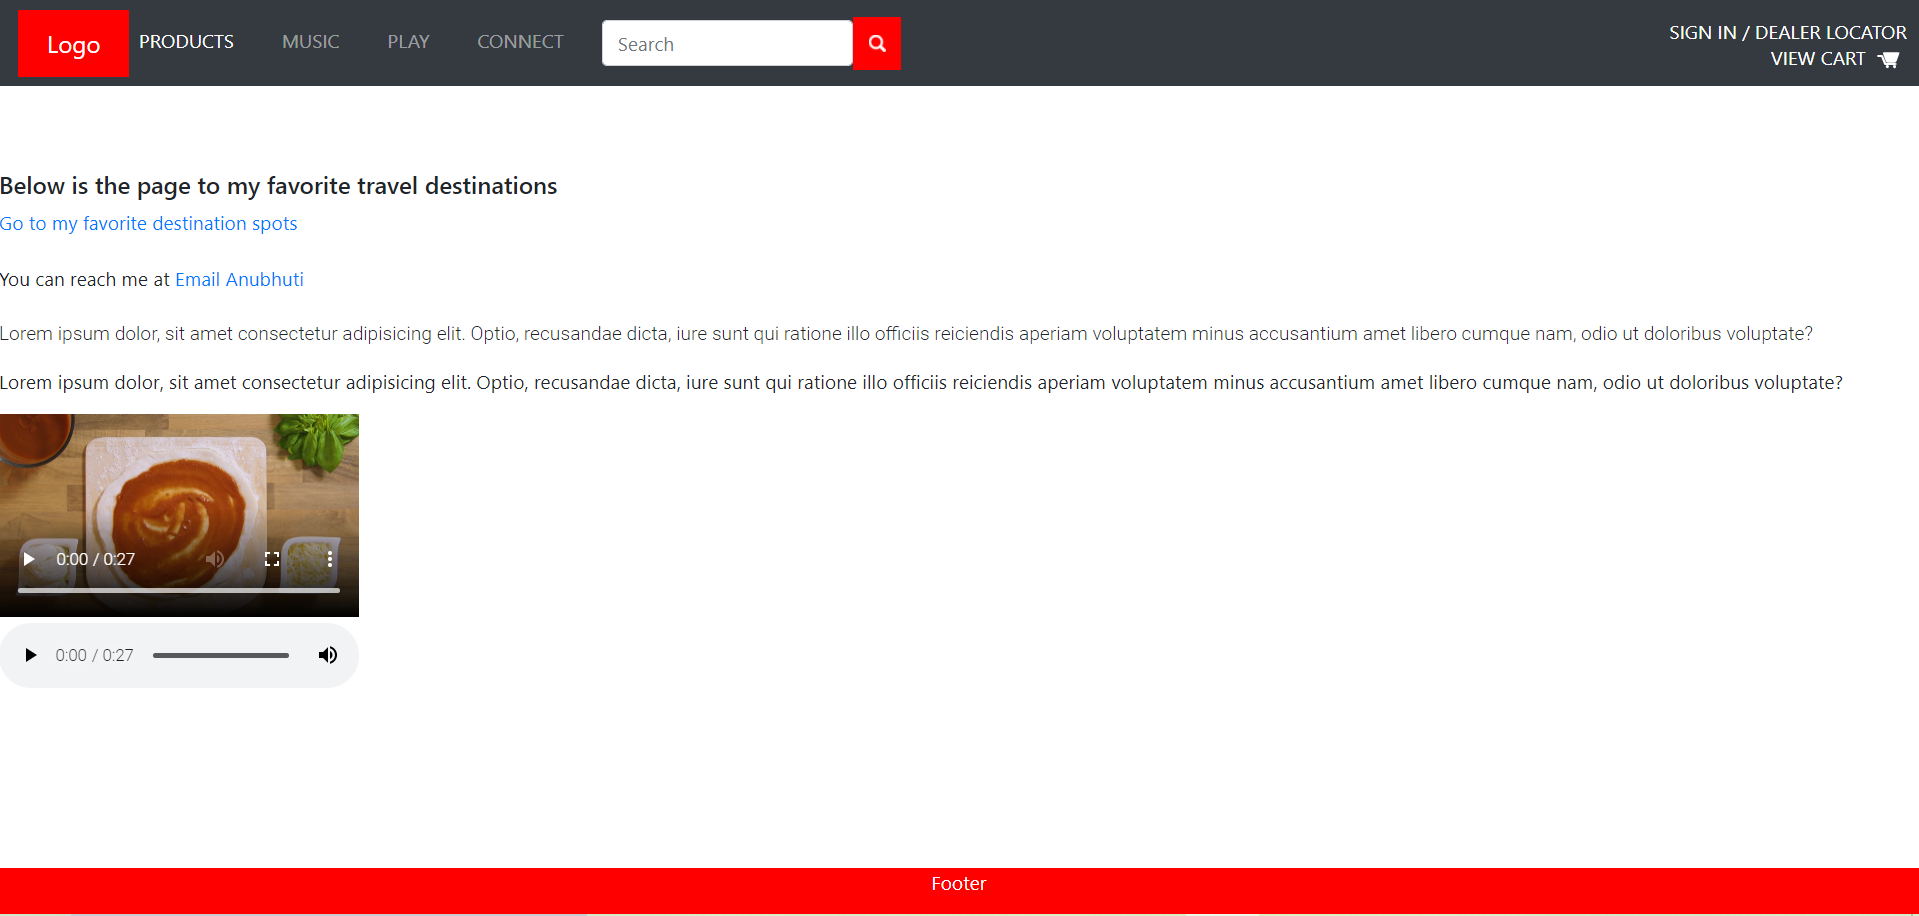 Logo PRODUCTS MUSIC PLAY CONNECT Search SIGN IN / DEALER LOCATOR
VIEW CART
Below is the page to my favorite travel destinations
Go to my favorite destination spots
You can reach me at Email Anubhuti
Lorem ipsum dolor, sit amet consectetur adipisicing elit. Optio, recusandae dicta, iure sunt qui ratione illo officiis reiciendis aperiam voluptatem minus accusantium amet libero cumque nam, odio ut doloribus voluptate?
Lorem ipsum dolor, sit amet consectetur adipisicing elit. Optio, recusandae dicta, iure sunt qui ratione illo officiis reiciendis aperiam voluptatem minus accusantium amet libero cumque nam, odio ut doloribus voluptate?
0:00 / 0:27
0:00 / 0:27
Footer